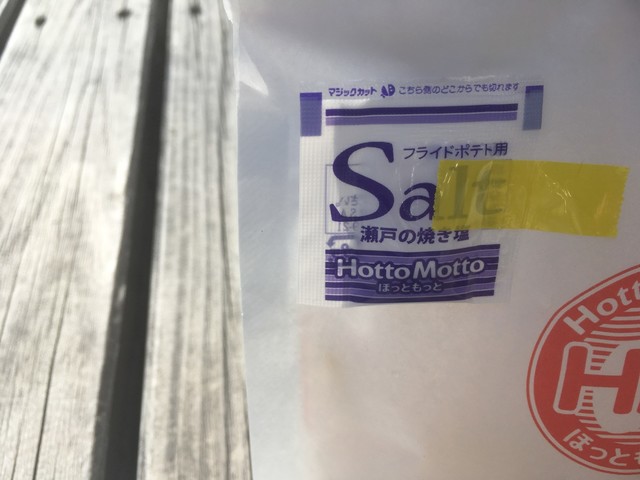 マジックカット こちら側のどこからでも切れます
フライドポテト用
Salt
瀬戸の焼き塩
HottoMotto
ほっともっと
Hotto
H
ほっとも